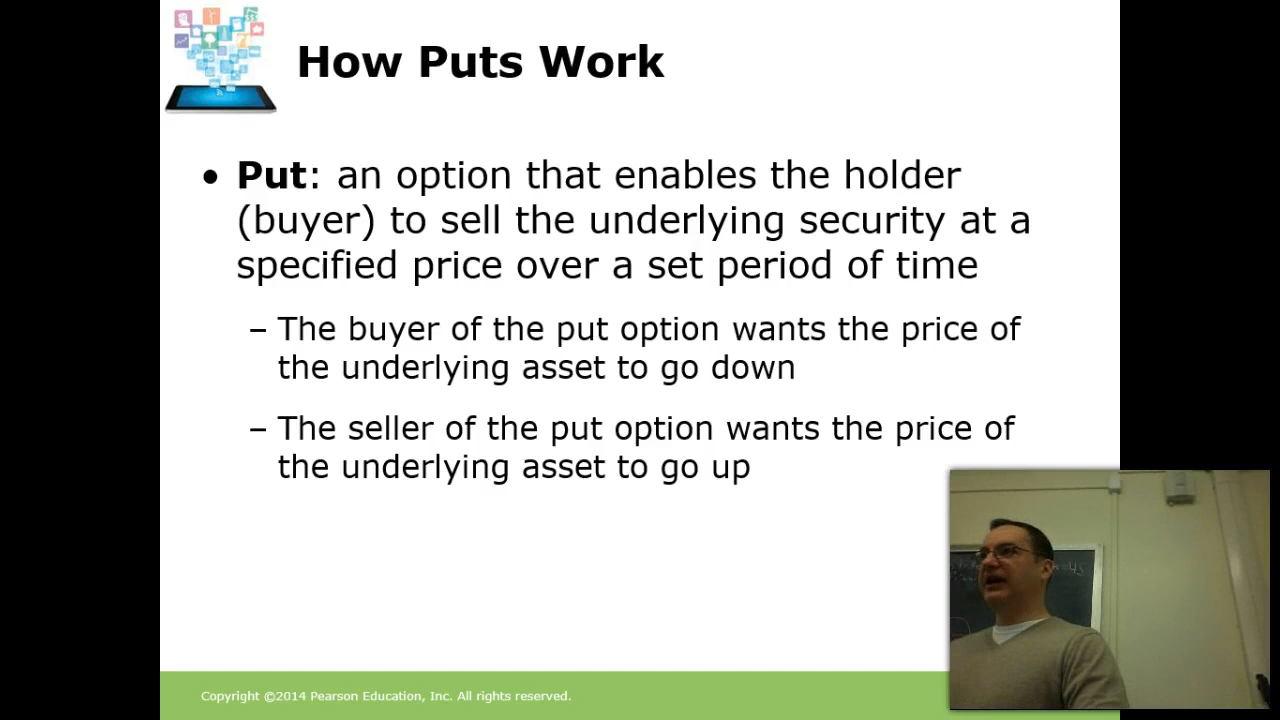 How Puts Work
• Put: an option that enables the holder
(buyer) to sell the underlying security at a
specified price over a set period of time
– The buyer of the put option wants the price of
the underlying asset to go down
– The seller of the put option wants the price of
the underlying asset to go up
Copyright ©2014 Pearson Education, Inc. All rights reserved.